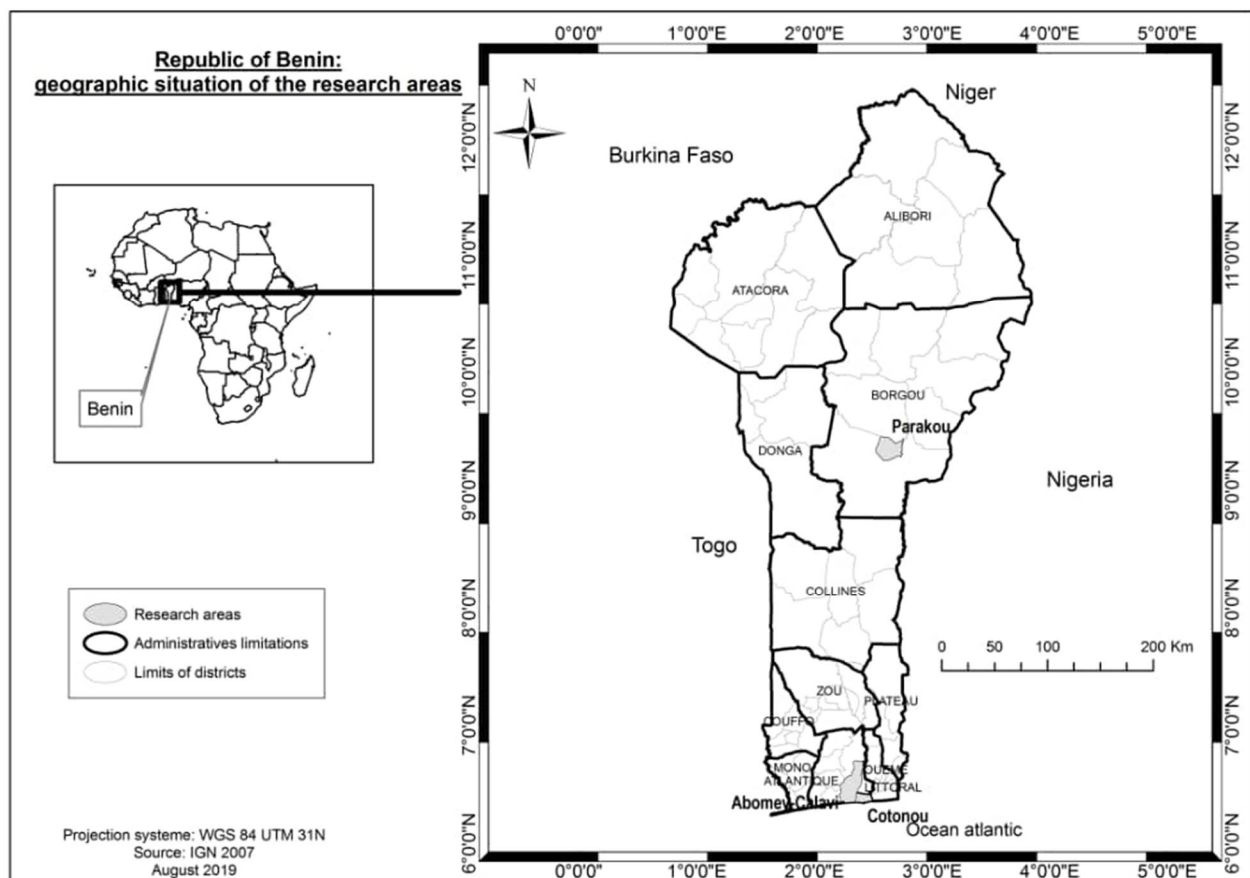 Republic of Benin:
geographic situation of the research areas
Benin
Research areas
Administratives limitations
Limits of districts
Projection systeme: WGS 84 UTM 31N
Source: IGN 2007
August 2019
0°0'0"E 1°0'0"E 2°0'0"E 3°0'0"E 4°0'0"E 5°0'0"E
N
Niger
Burkina Faso
ALIBORI
ATACORA
BORGOU
Parakou
DONGA
Nigeria
Togo
COLLINES
0 50 100 200 Km
ZOU
PLATEAU
COUFFO
MONO
OUEME
ATLANTIQUE
LITTORAL
Abomey-Calavi
Cotonou
Ocean atlantic
12°0'0"N
11°0'0"N
10°0'0"N
9°0'0"N
8°0'0"N
7°0'0"N
6°0'0"N
12°0'0"N
11°0'0"N
10°0'0"N
9°0'0"N
8°0'0"N
7°0'0"N
6°0'0"N
0°0'0"E 1°0'0"E 2°0'0"E 3°0'0"E 4°0'0"E 5°0'0"E